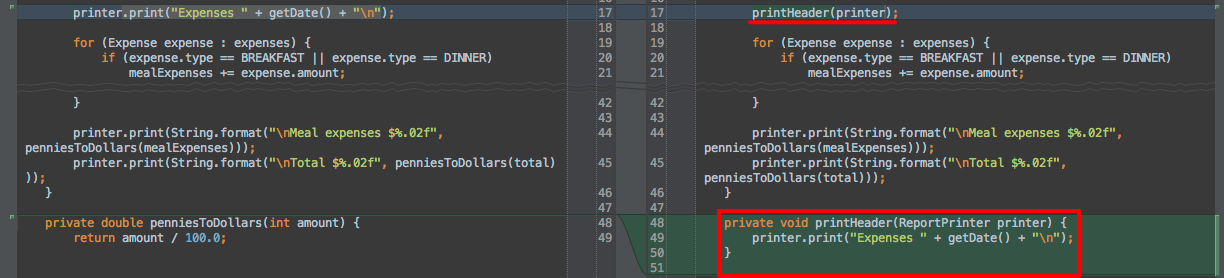 printer.print("Expenses " + getDate() + "\n");
for (Expense expense : expenses) {
if (expense.type == BREAKFAST || expense.type == DINNER)
mealExpenses += expense.amount;
}
printer.print(String.format("\nMeal expenses $%.02f",
penniesToDollars(mealExpenses)));
printer.print(String.format("\nTotal $%.02f", penniesToDollars(total)
));
}
private double penniesToDollars(int amount) {
return amount / 100.0;
17 17
18 18
19 19
20 20
21 21
42 42
43 43
44 44
45 45
46 46
47 47
48 48
49 49
50
51
printHeader(printer);
for (Expense expense : expenses) {
if (expense.type == BREAKFAST || expense.type == DINNER)
mealExpenses += expense.amount;
}
printer.print(String.format("\nMeal expenses $%.02f",
penniesToDollars(mealExpenses)));
printer.print(String.format("\nTotal $%.02f",
penniesToDollars(total)));
}
private void printHeader(ReportPrinter printer) {
printer.print("Expenses " + getDate() + "\n");
}